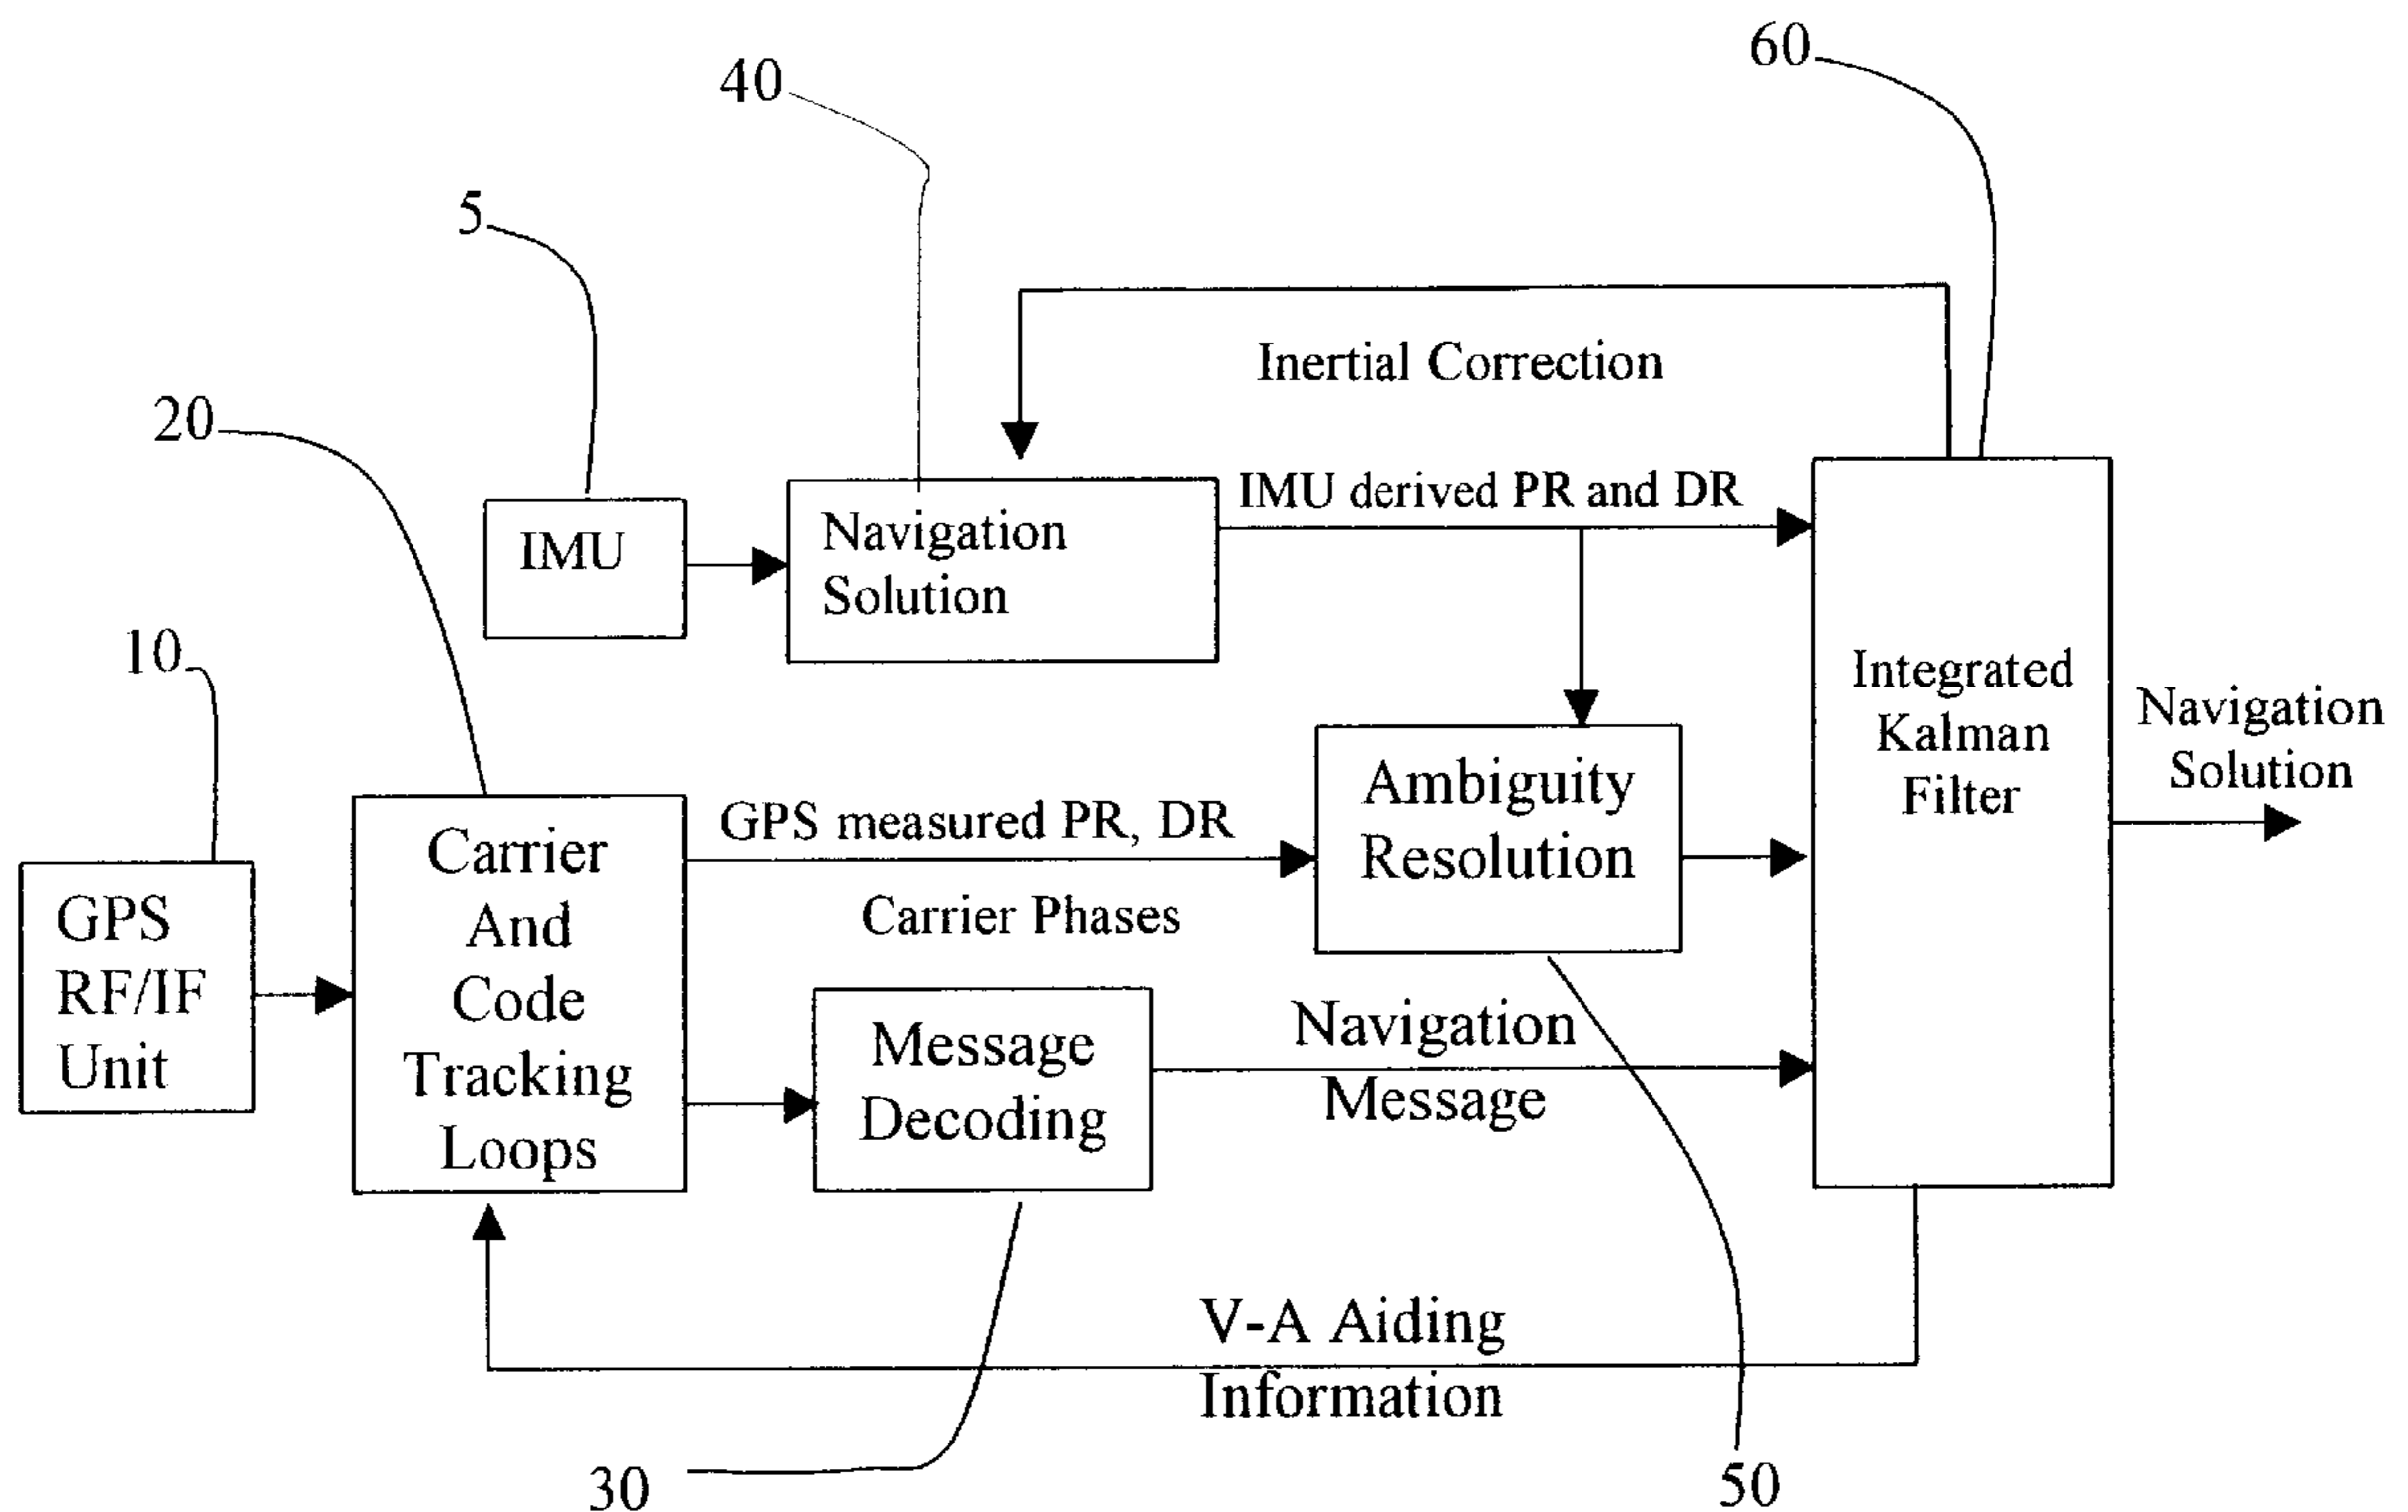 60
40
5
20
10
Inertial Correction
IMU derived PR and DR
IMU
Navigation
Solution
Integrated
Kalman
Filter
Navigation
Solution
Ambiguity
Resolution
GPS measured PR, DR
Carrier Phases
Carrier
And
Code
Tracking
Loops
GPS
RF/IF
Unit
Message
Decoding
Navigation
Message
V-A Aiding
Information
30
50